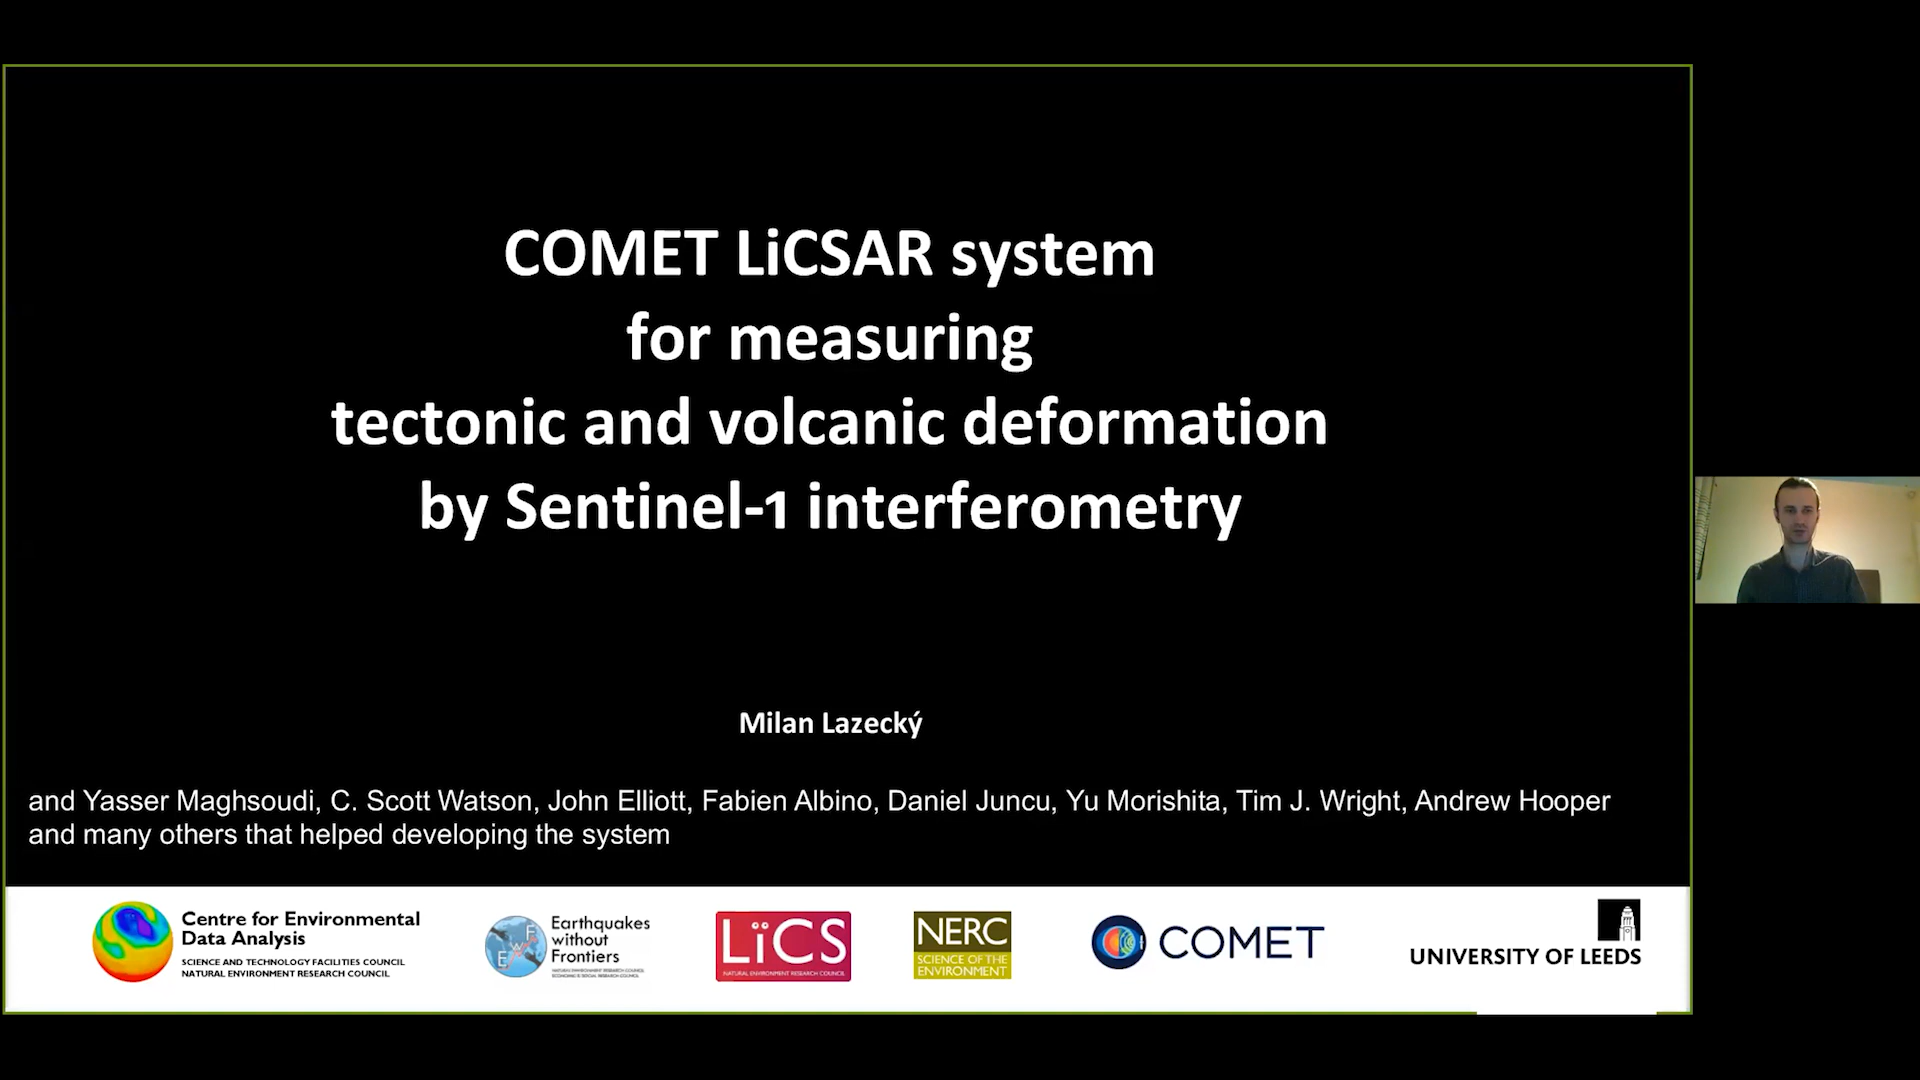 COMET LiCSAR system
for measuring
tectonic and volcanic deformation
by Sentinel-1 interferometry
Milan Lazecký
and Yasser Maghsoudi, C. Scott Watson, John Elliott, Fabien Albino, Daniel Juncu, Yu Morishita, Tim J. Wright, Andrew Hooper
and many others that helped developing the system
Centre for Environmental
Data Analysis
SCIENCE AND TECHNOLOGY FACILITIES COUNCIL
NATURAL ENVIRONMENT RESEARCH COUNCIL
EwF
Earthquakes
without
Frontiers
LiCS
NATURAL ENVIRONMENT RESEARCH COUNCIL
NERC
SCIENCE OF THE
ENVIRONMENT
COMET
UNIVERSITY OF LEEDS